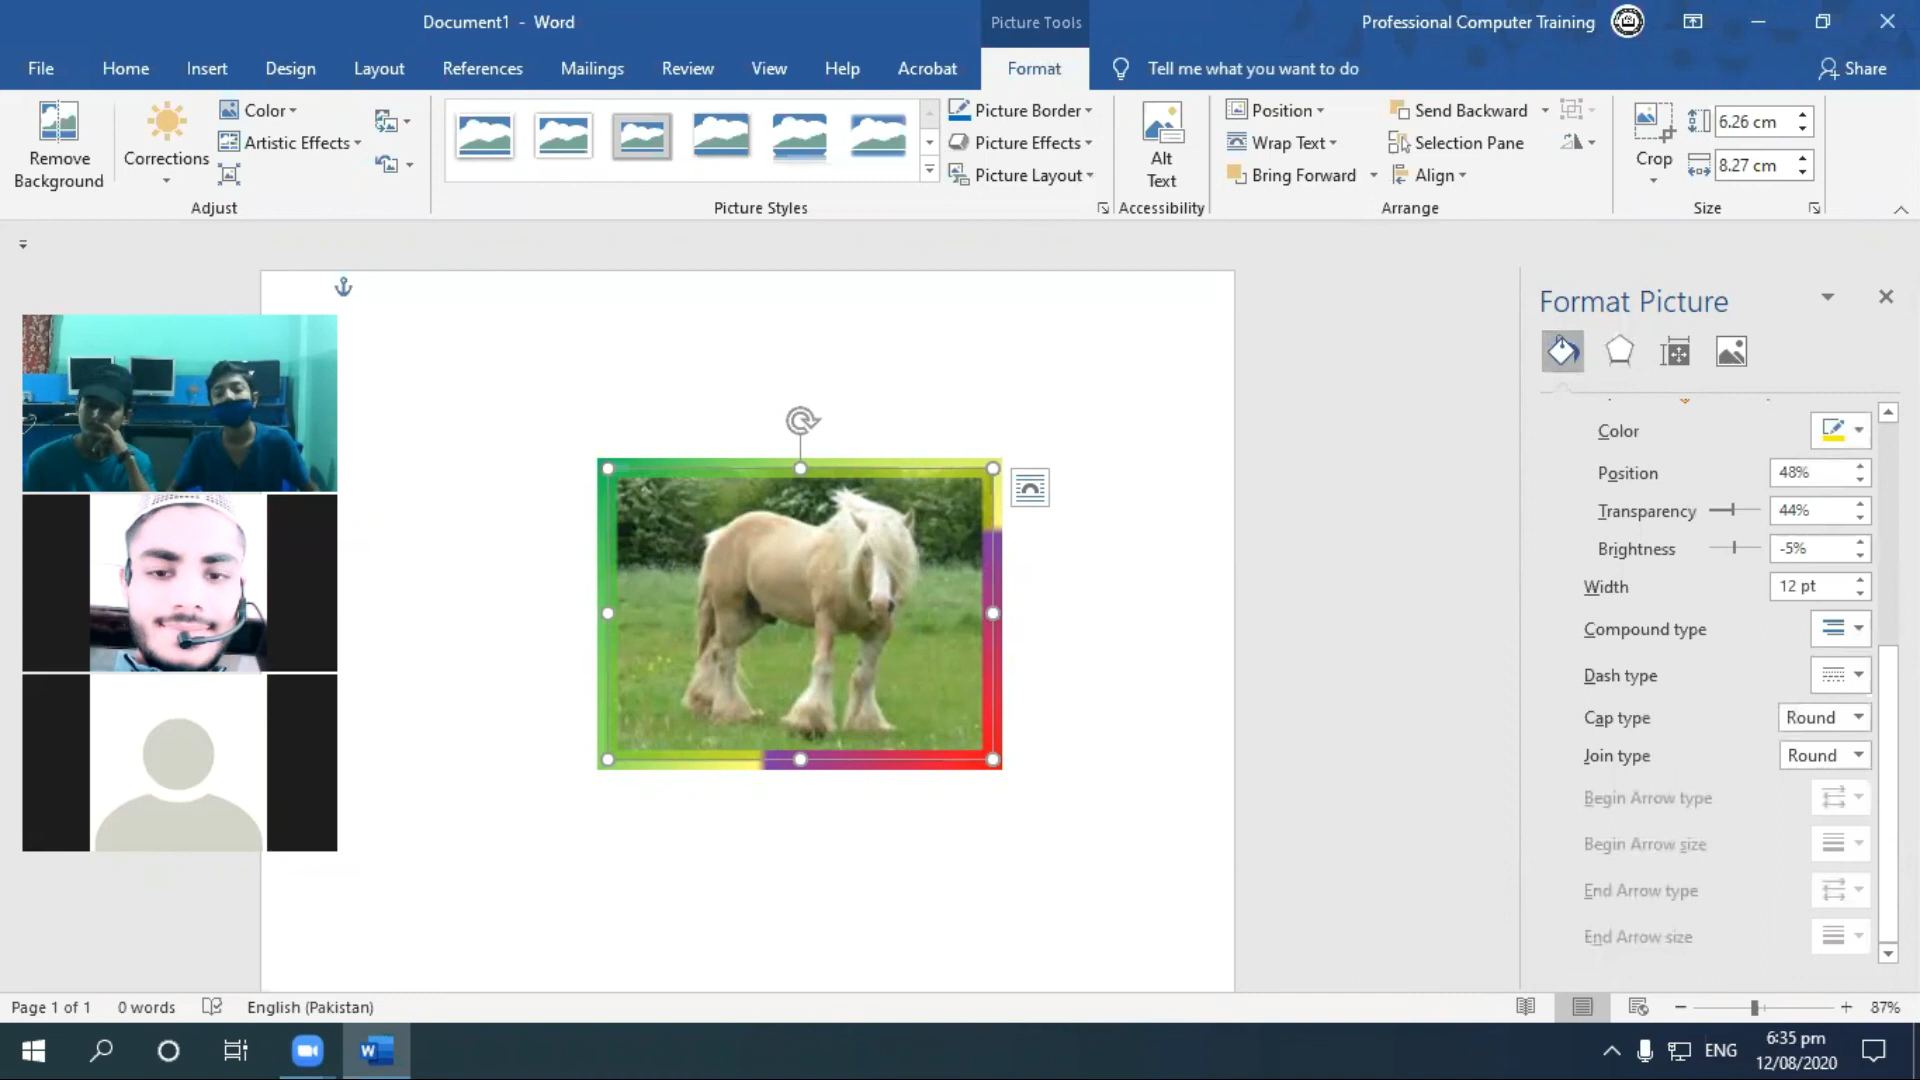 Document1 - Word
Picture Tools
Professional Computer Training
File Home Insert Design Layout References Mailings Review View Help Acrobat Format Tell me what you want to do Share
Remove Background
Corrections
Color
Artistic Effects
Adjust
Picture Styles
Picture Border
Picture Effects
Picture Layout
Alt Text
Accessibility
Position
Wrap Text
Bring Forward
Send Backward
Selection Pane
Align
Arrange
Crop
6.26 cm
8.27 cm
Size
Format Picture
Color
Position 48%
Transparency 44%
Brightness -5%
Width 12 pt
Compound type
Dash type
Cap type Round
Join type Round
Begin Arrow type
Begin Arrow size
End Arrow type
End Arrow size
Page 1 of 1 0 words English (Pakistan) 87%
ENG
6:35 pm
12/08/2020